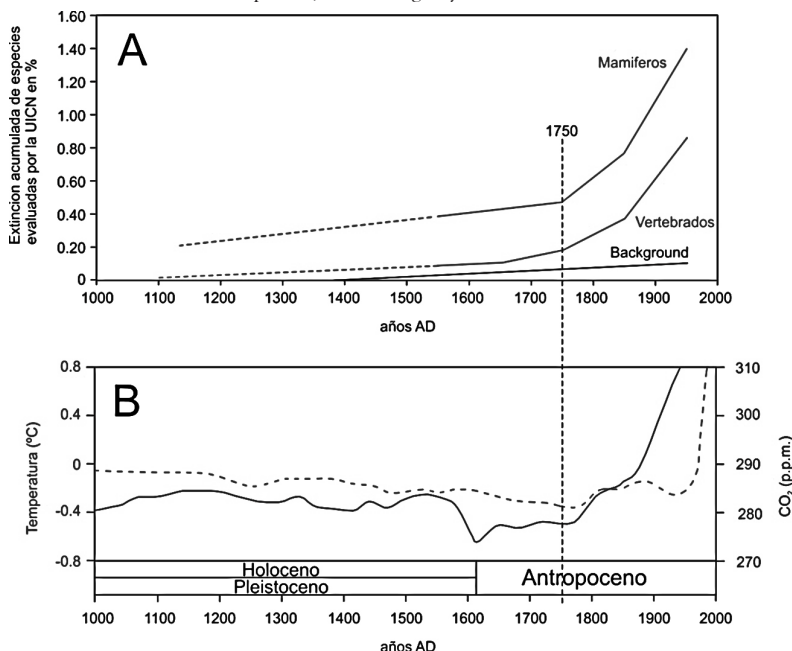 1.60
A
1.40
Mamiferos
1.20
1.00
1750
0.80
0.60
0.40
Vertebrados
0.20
Background
0
Extincion acumulada de especies
evaluadas por la UICN en %
1000 1100 1200 1300 1400 1500 1600 1700 1800 1900 2000
años AD
0.8 310
B
0.4 300
0 290
-0.4 280
-0.8 270
Temperatura (ºC)
CO₂ (p.p.m.)
Holoceno
Pleistoceno
Antropoceno
1000 1100 1200 1300 1400 1500 1600 1700 1800 1900 2000
años AD